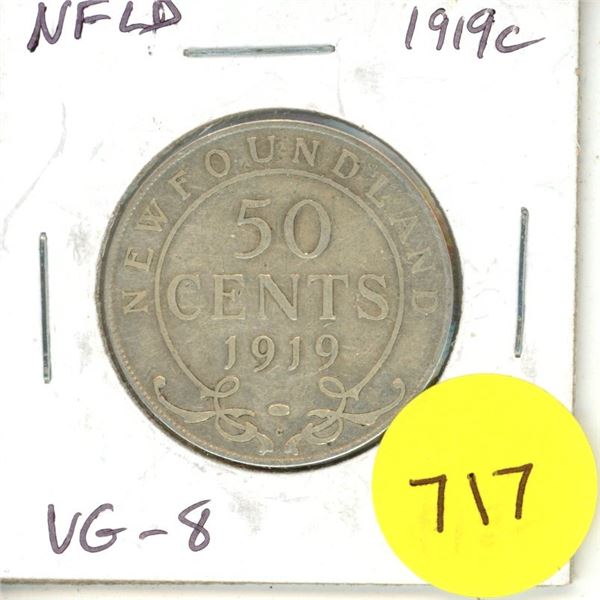 NFLD 1919c
NEWFOUNDLAND
50
CENTS
1919
C
VG-8
717